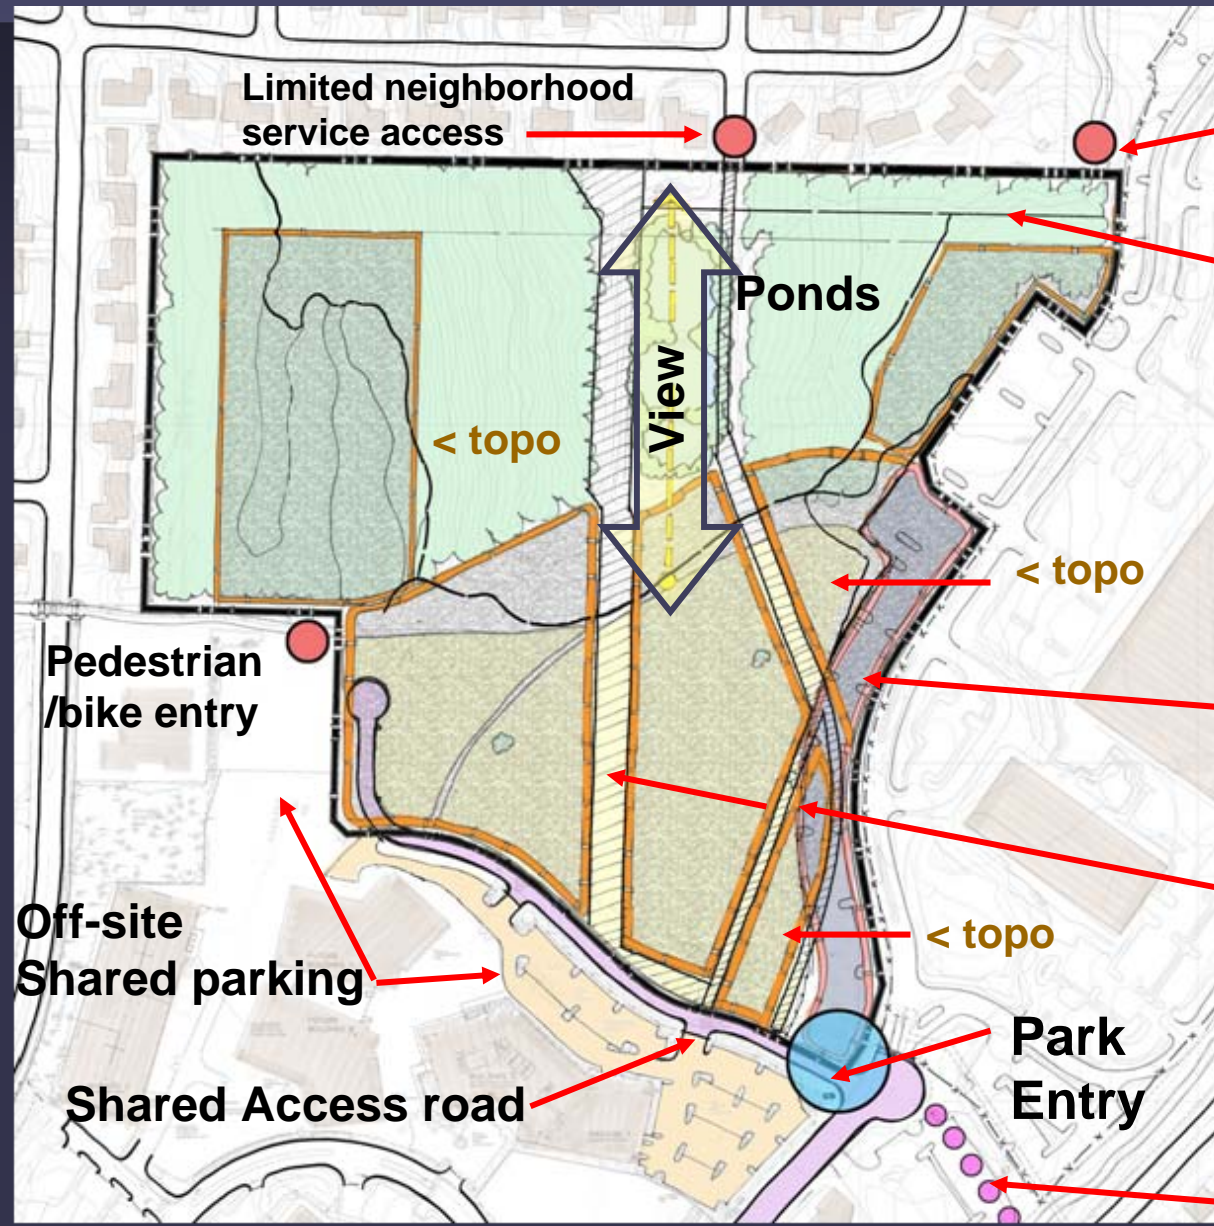 Limited neighborhood
service access
Ponds
View
< topo
< topo
Pedestrian
/bike entry
Off-site
Shared parking
< topo
Park
Entry
Shared Access road